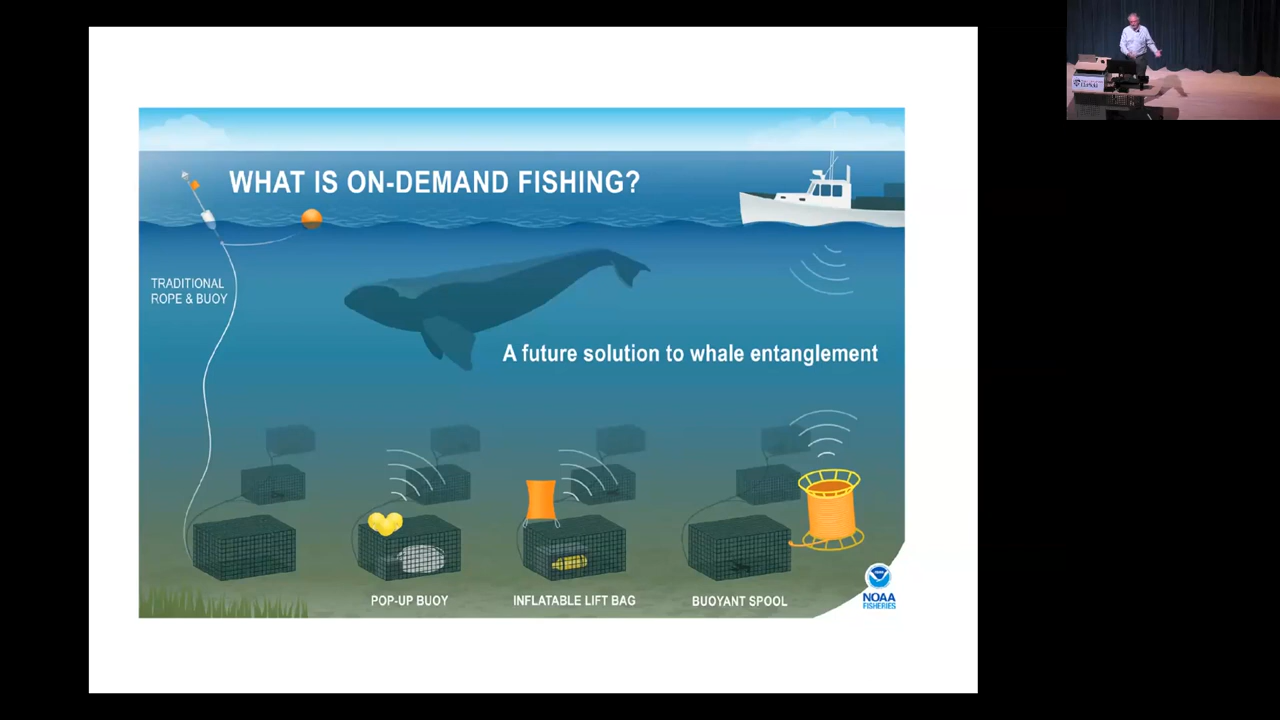 WHAT IS ON-DEMAND FISHING?
TRADITIONAL
ROPE & BUOY
A future solution to whale entanglement
POP-UP BUOY
INFLATABLE LIFT BAG
BUOYANT SPOOL
NOAA
FISHERIES